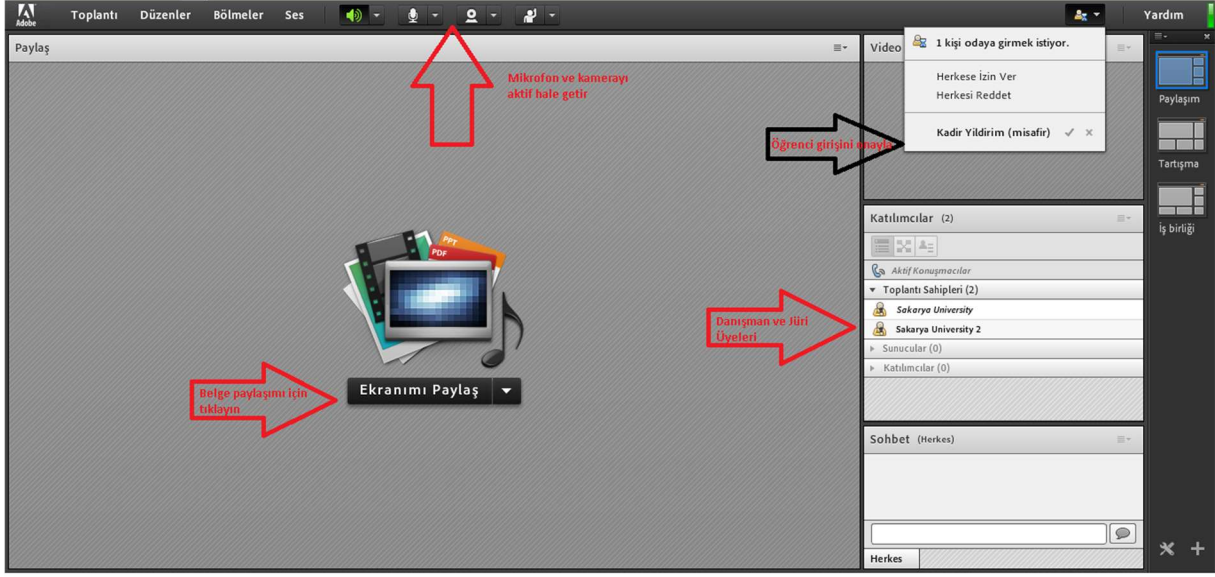 Adobe
Toplantı Düzenler Bölmeler Ses
Yardım
Paylaş
Mikrofon ve kamerayı
aktif hale getir
Video
1 kişi odaya girmek istiyor.
Herkese İzin Ver
Herkesi Reddet
Kadir Yildirim (misafir)
Öğrenci girişini onayla
Paylaşım
Tartışma
İş birliği
Katılımcılar (2)
Aktif Konuşmacılar
Toplantı Sahipleri (2)
Sakarya University
Sakarya University 2
Sunucular (0)
Katılımcılar (0)
Danışman ve Jüri
Üyeleri
PPT
PDF
Ekranımı Paylaş
Belge paylaşımı için
tıklayın
Sohbet (Herkes)
Herkes